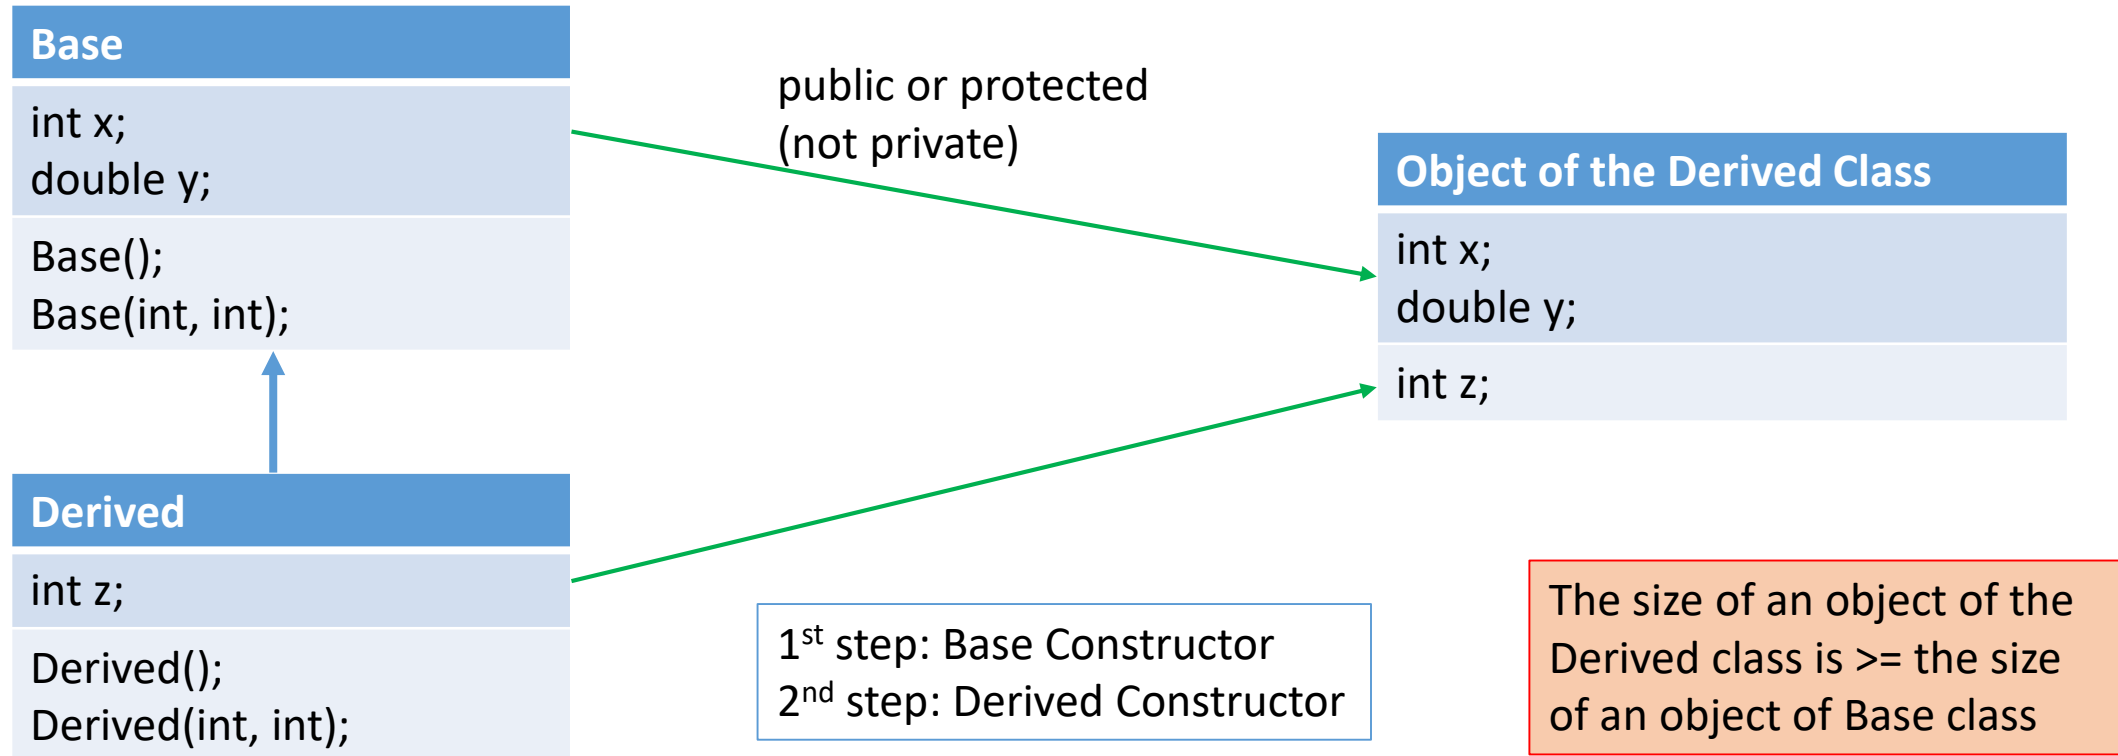 Base
int x;
double y;
Base();
Base(int, int);
public or protected
(not private)
Object of the Derived Class
int x;
double y;
int z;
Derived
int z;
Derived();
Derived(int, int);
1st step: Base Constructor
2nd step: Derived Constructor
The size of an object of the
Derived class is >= the size
of an object of Base class